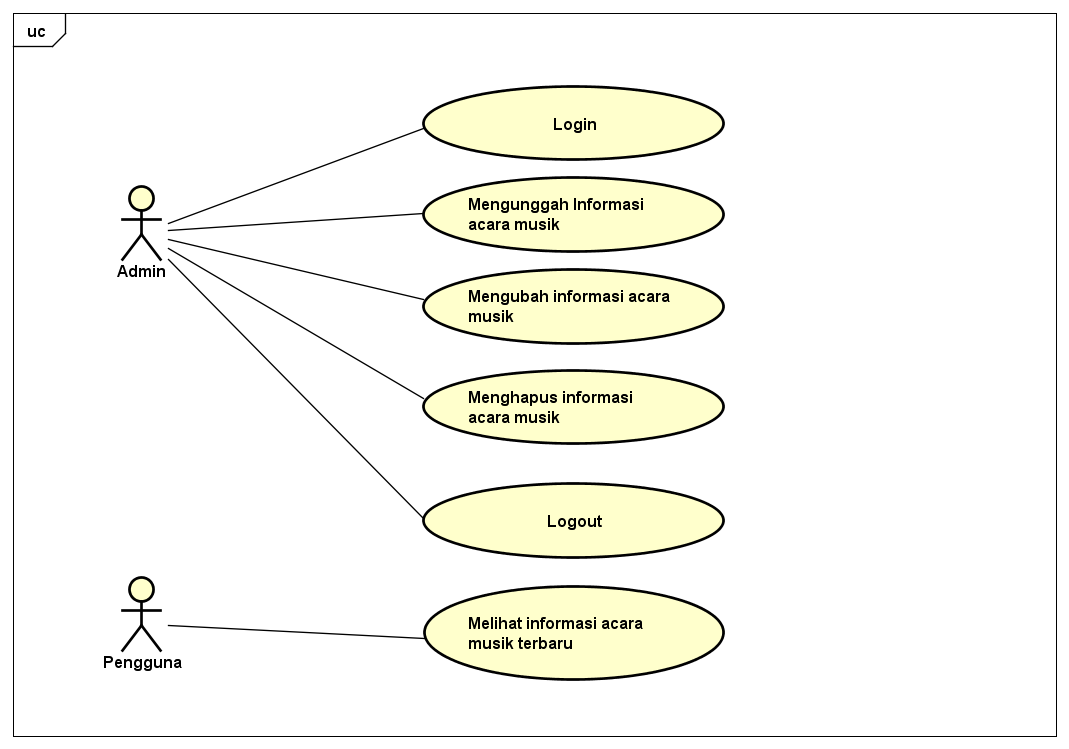 uc
Login
Mengunggah Informasi
acara musik
Admin
Mengubah informasi acara
musik
Menghapus informasi
acara musik
Logout
Pengguna
Melihat informasi acara
musik terbaru